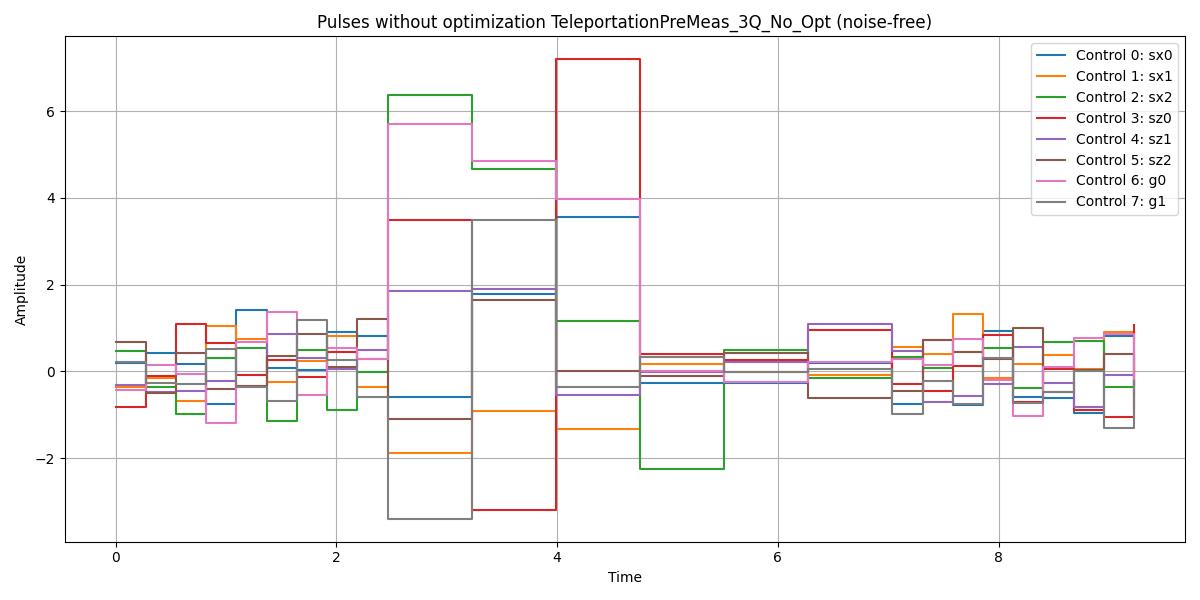 Pulses without optimization TeleportationPreMeas_3Q_No_Opt (noise-free)
Control 0: sx0
Control 1: sx1
Control 2: sx2
Control 3: sz0
Control 4: sz1
Control 5: sz2
Control 6: g0
Control 7: g1
Amplitude
6
4
2
0
−2
0
2
4
6
8
Time